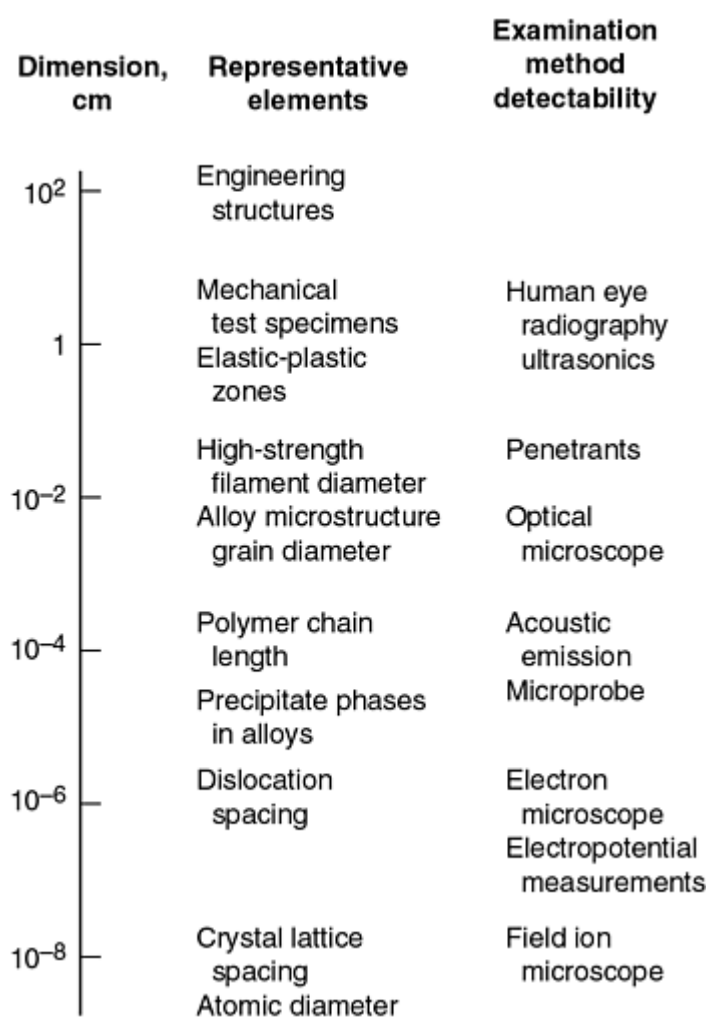 Dimension, cm
Representative elements
Examination method detectability
10² Engineering structures
Mechanical test specimens
Human eye radiography ultrasonics
1
Elastic-plastic zones
High-strength filament diameter
Penetrants
10–2
Alloy microstructure grain diameter
Optical microscope
10–4
Polymer chain length
Acoustic emission
Microprobe
Precipitate phases in alloys
10–6
Dislocation spacing
Electron microscope
Electropotential measurements
10–8
Crystal lattice spacing
Field ion microscope
Atomic diameter